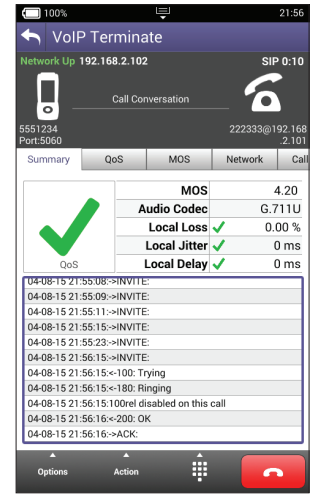 100%
21:56
VoIP Terminate
Network Up 192.168.2.102
SIP 0:10
Call Conversation
5551234
Port:5060
222333@192.168
.2.101
Summary QoS MOS Network Call
MOS 4.20
Audio Codec G.711U
Local Loss 0.00 %
Local Jitter 0 ms
Local Delay 0 ms
QoS
04-08-15 21:55:08:->INVITE:
04-08-15 21:55:09:->INVITE:
04-08-15 21:55:11:->INVITE:
04-08-15 21:55:15:->INVITE:
04-08-15 21:55:23:->INVITE:
04-08-15 21:56:15:->INVITE:
04-08-15 21:56:15:<-100: Trying
04-08-15 21:56:15:<-180: Ringing
04-08-15 21:56:15:100rel disabled on this call
04-08-15 21:56:16:<-200: OK
04-08-15 21:56:16:->ACK:
Options
Action